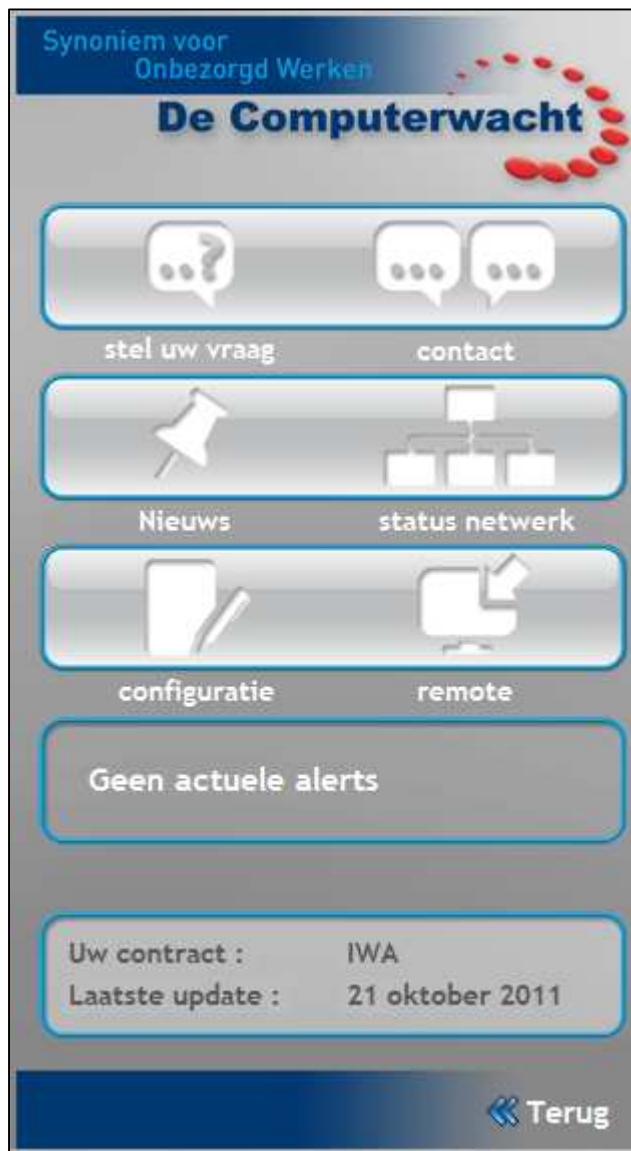 Synoniem voor
Onbezorgd Werken
De Computerwacht
stel uw vraag contact
Nieuws status netwerk
configuratie remote
Geen actuele alerts
Uw contract : IWA
Laatste update : 21 oktober 2011
Terug